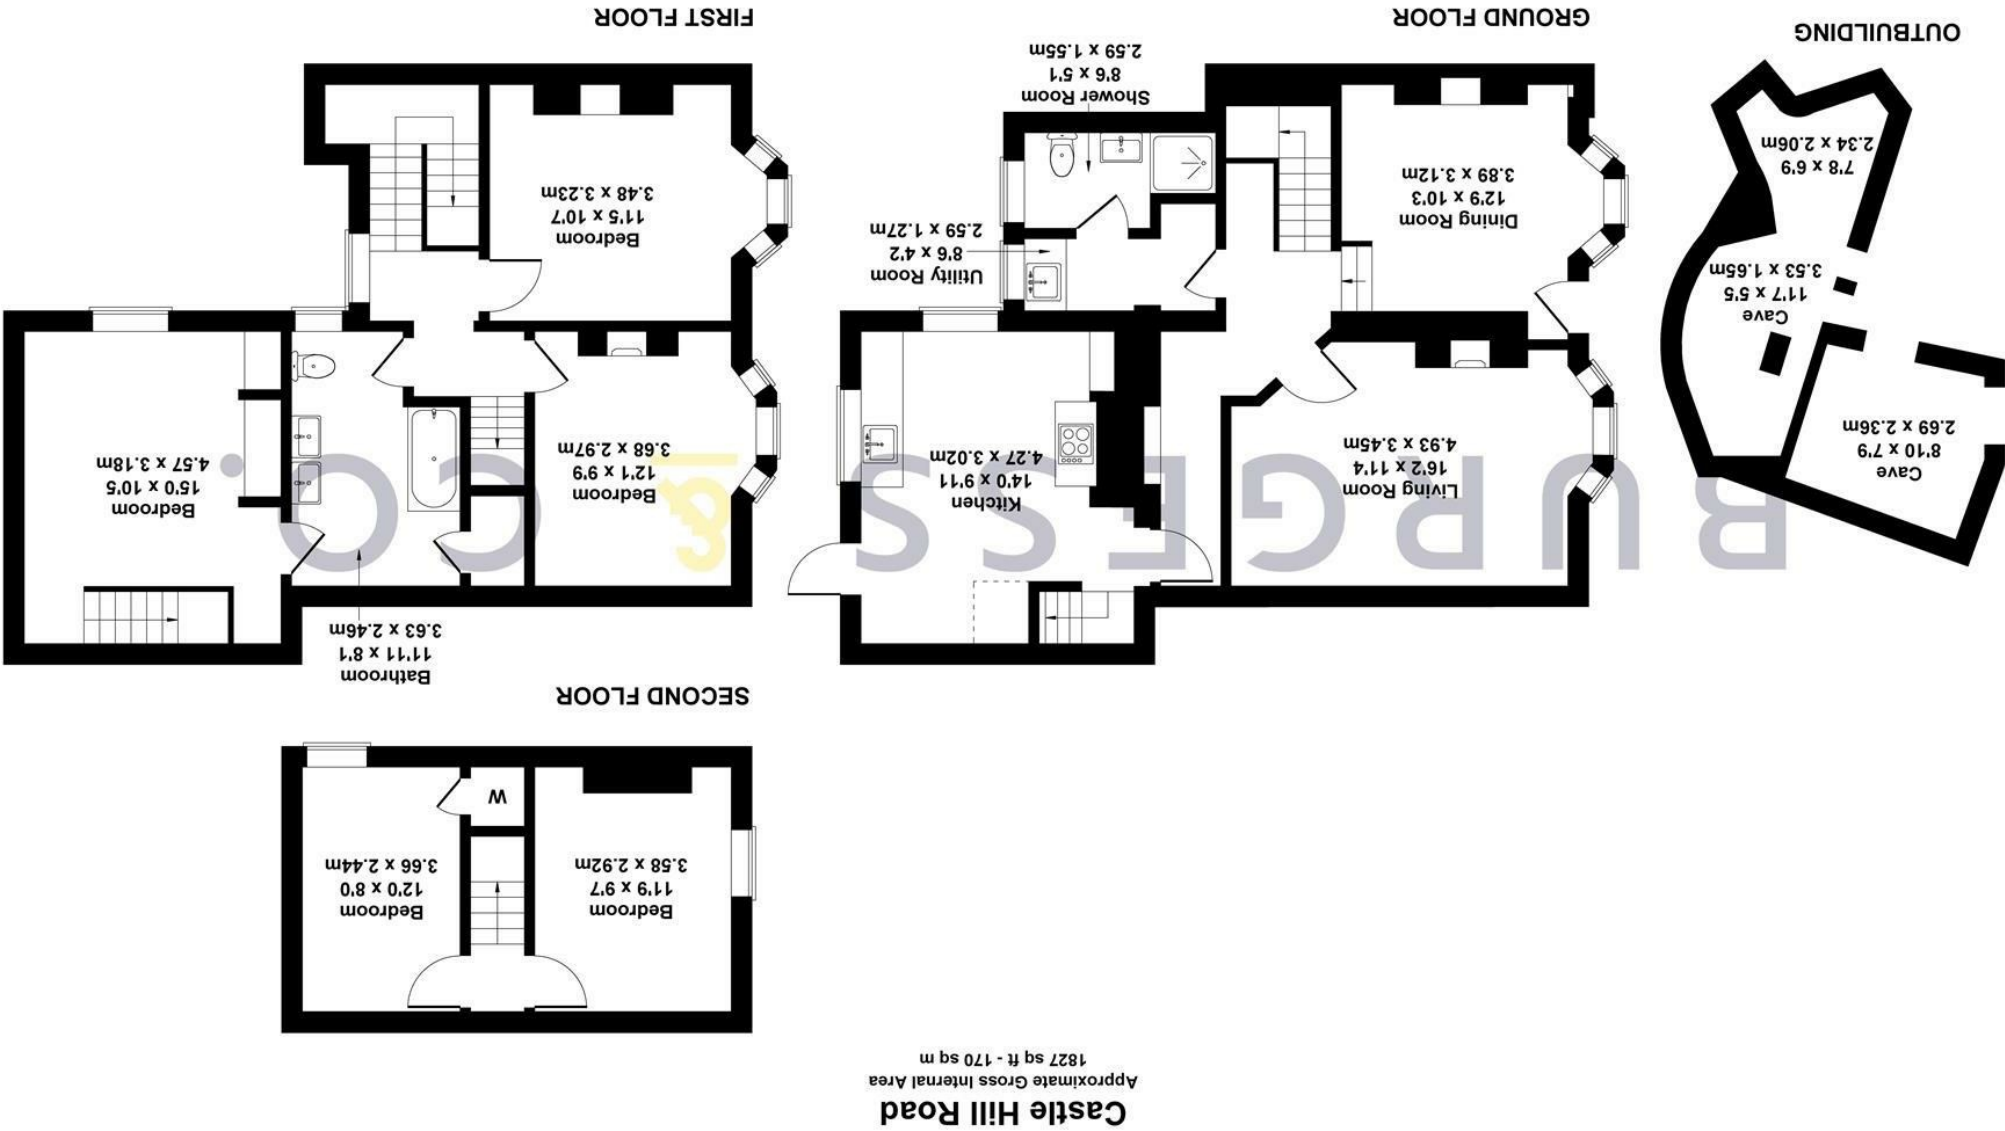 Castle Hill Road
Approximate Gross Internal Area
1827 sq ft - 170 sq m
Bedroom
11'9 x 9'7
3.58 x 2.92m
Bedroom
12'0 x 8'0
3.66 x 2.44m
W
SECOND FLOOR
Cave
8'10 x 7'9
2.69 x 2.36m
Cave
11'7 x 5'5
3.53 x 1.65m
7'8 x 6'9
2.34 x 2.06m
OUTBUILDING
Living Room
16'2 x 11'4
4.93 x 3.45m
Kitchen
14'0 x 9'11
4.27 x 3.02m
Dining Room
12'9 x 10'3
3.89 x 3.12m
Utility Room
8'6 x 4'2
2.59 x 1.27m
Shower Room
8'6 x 5'1
2.59 x 1.55m
GROUND FLOOR
Bathroom
11'11 x 8'1
3.63 x 2.46m
Bedroom
12'1 x 9'9
3.68 x 2.97m
Bedroom
15'0 x 10'5
4.57 x 3.18m
Bedroom
11'5 x 10'7
3.48 x 3.23m
FIRST FLOOR
BURGESS & CO.